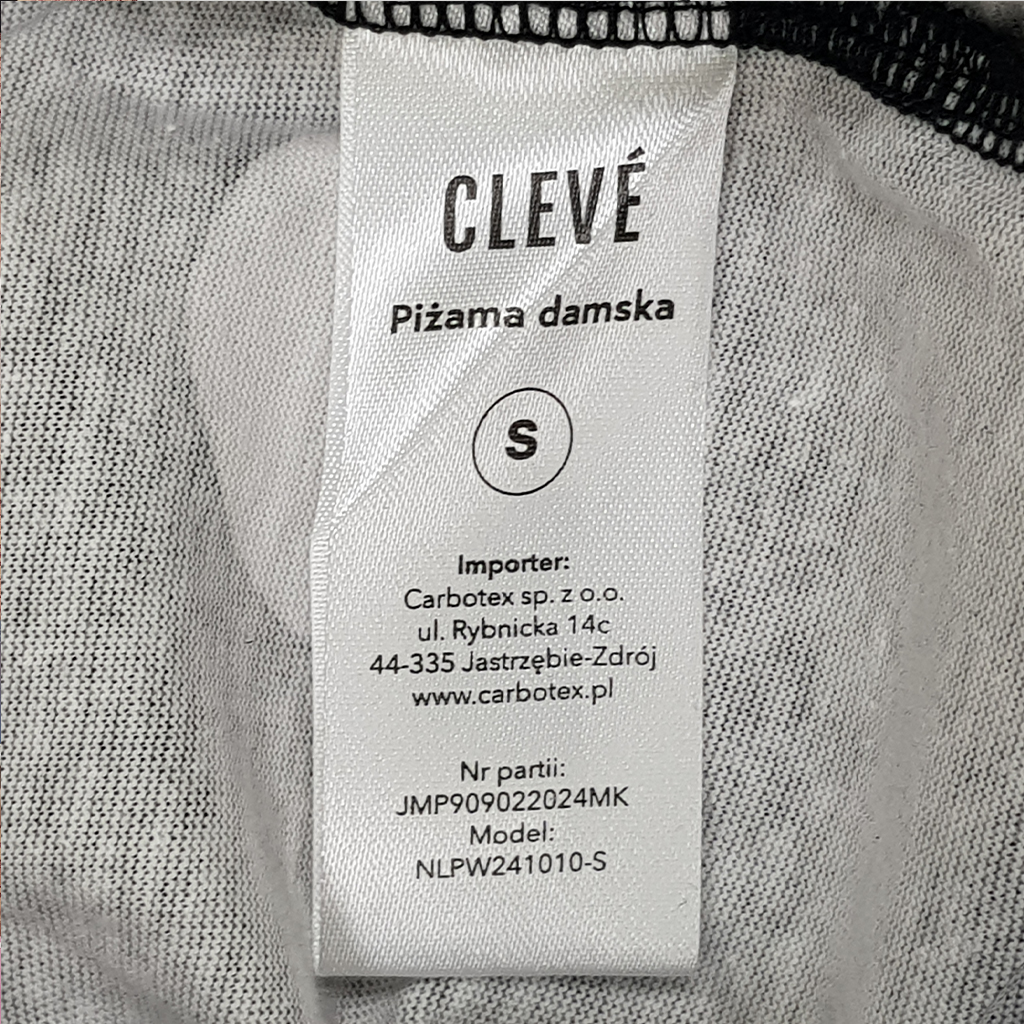 CLEVÉ
Piżama damska
S
Importer:
Carbotex sp. z o.o.
ul. Rybnicka 14c
44-335 Jastrzębie-Zdrój
www.carbotex.pl
Nr partii:
JMP909022024MK
Model:
NLPW241010-S